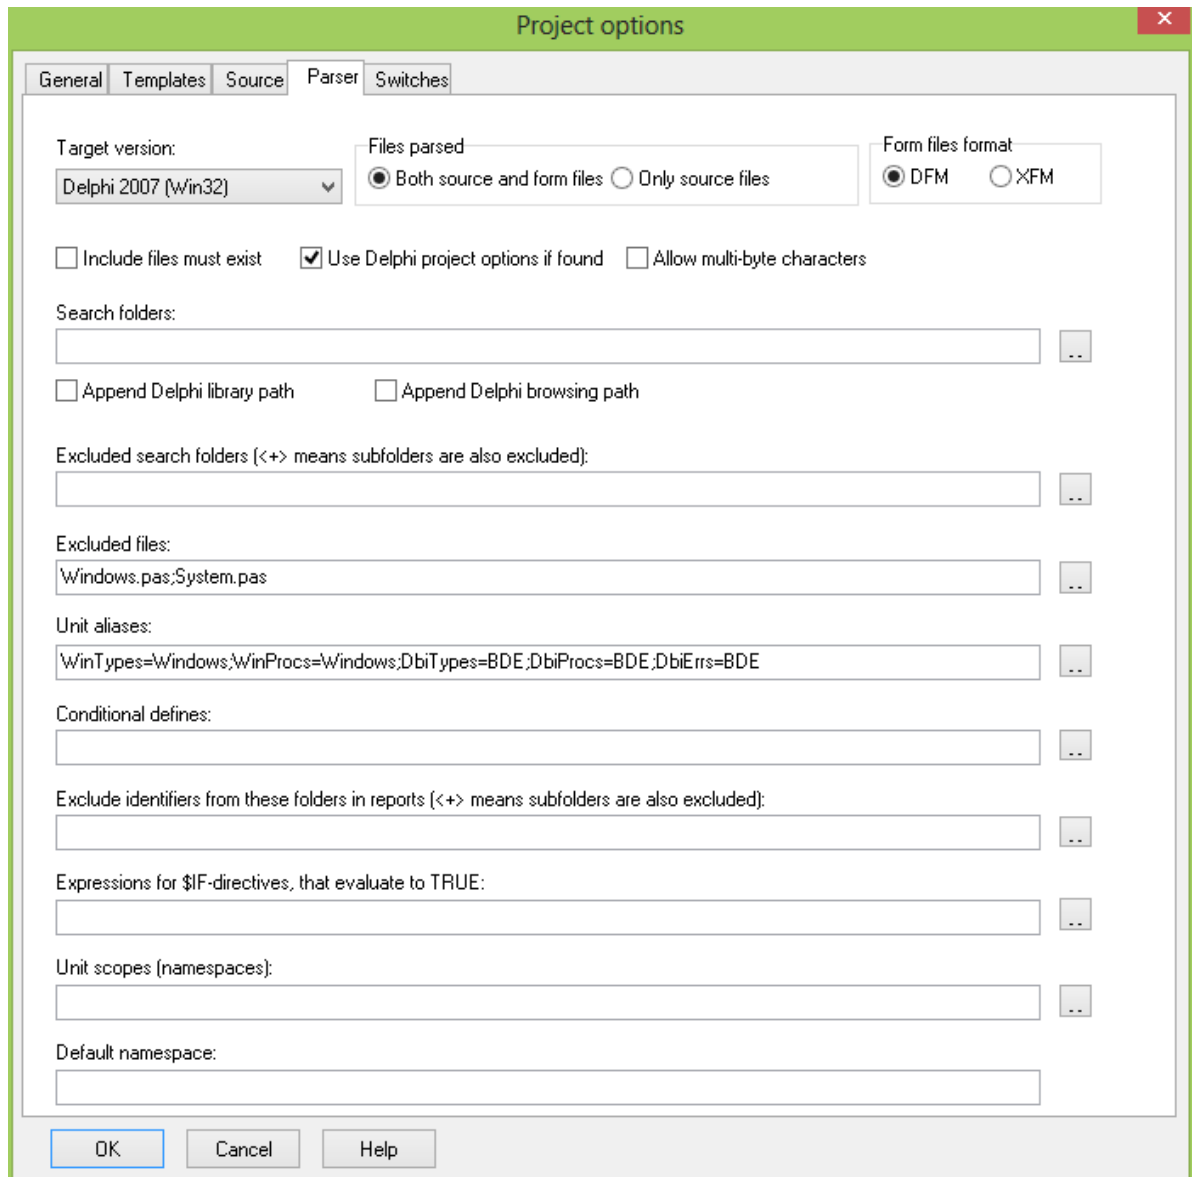 Project options
General Templates Source Parser Switches
Target version: Files parsed Form files format
Delphi 2007 (Win32) Both source and form files Only source files DFM XFM
Include files must exist Use Delphi project options if found Allow multi-byte characters
Search folders:
..
Append Delphi library path Append Delphi browsing path
Excluded search folders (<+> means subfolders are also excluded):
..
Excluded files:
Windows.pas;System.pas ..
Unit aliases:
WinTypes=Windows;WinProcs=Windows;DbiTypes=BDE;DbiProcs=BDE;DbiErrs=BDE ..
Conditional defines:
..
Exclude identifiers from these folders in reports (<+> means subfolders are also excluded):
..
Expressions for $IF-directives, that evaluate to TRUE:
..
Unit scopes (namespaces):
..
Default namespace:
OK Cancel Help